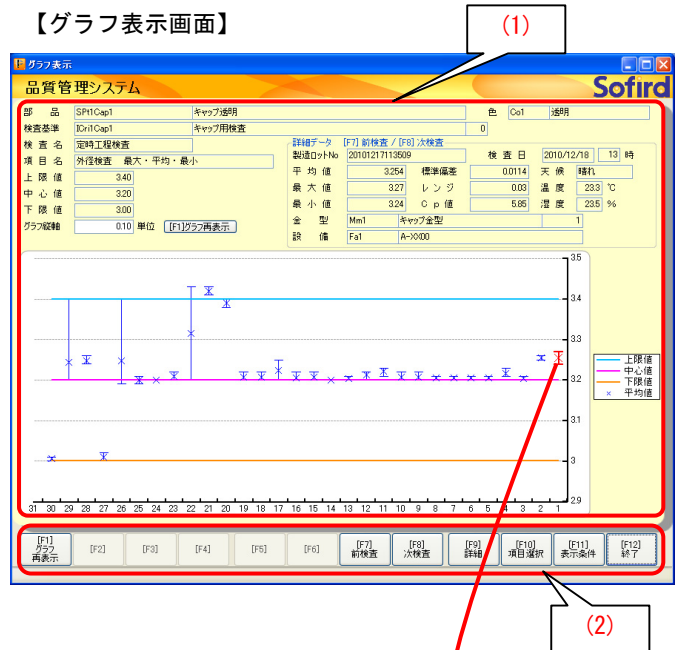 【グラフ表示画面】
(1)
グラフ表示
品質管理システム
Sofird
部 品 SPt1Cap1 キャップ透明 色 Co1 透明
検査基準 ICri1Cap1 キャップ用検査 0
検 査 名 定時工程検査
項 目 名 外径検査 最大・平均・最小
上 限 値 3.40
中 心 値 3.20
下 限 値 3.00
グラフ縦軸 0.10 単位 [F1]グラフ再表示
詳細データ [F7] 前検査 / [F8] 次検査
製造ロットNo 20101217113509 検 査 日 2010/12/18 13 時
平 均 値 3.254 標準偏差 0.0114 天 候 晴れ
最 大 値 3.27 レ ン ジ 0.03 温 度 23.3 ℃
最 小 値 3.24 C p 値 5.85 湿 度 23.5 %
金 型 Mm1 キャップ金型 1
設 備 Fa1 A-XX00
3.5
3.4
3.3
3.2
3.1
3
2.9
上限値
中心値
下限値
× 平均値
31 30 29 28 27 26 25 24 23 22 21 20 19 18 17 16 15 14 13 12 11 10 9 8 7 6 5 4 3 2 1
[F1] グラフ 再表示
[F2]
[F3]
[F4]
[F5]
[F6]
[F7] 前検査
[F8] 次検査
[F9] 詳細
[F10] 項目選択
[F11] 表示条件
[F12] 終了
(2)